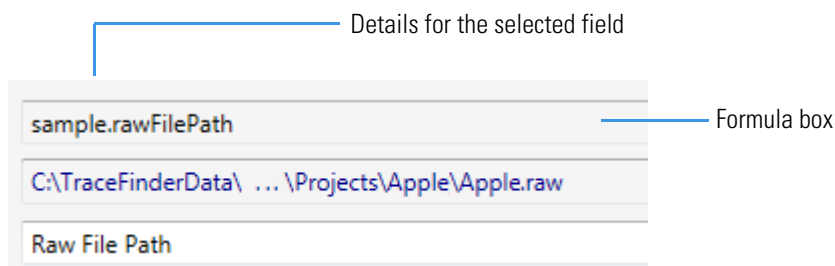 Details for the selected field
sample.rawFilePath
Formula box
C:\TraceFinderData\ ... \Projects\Apple\Apple.raw
Raw File Path